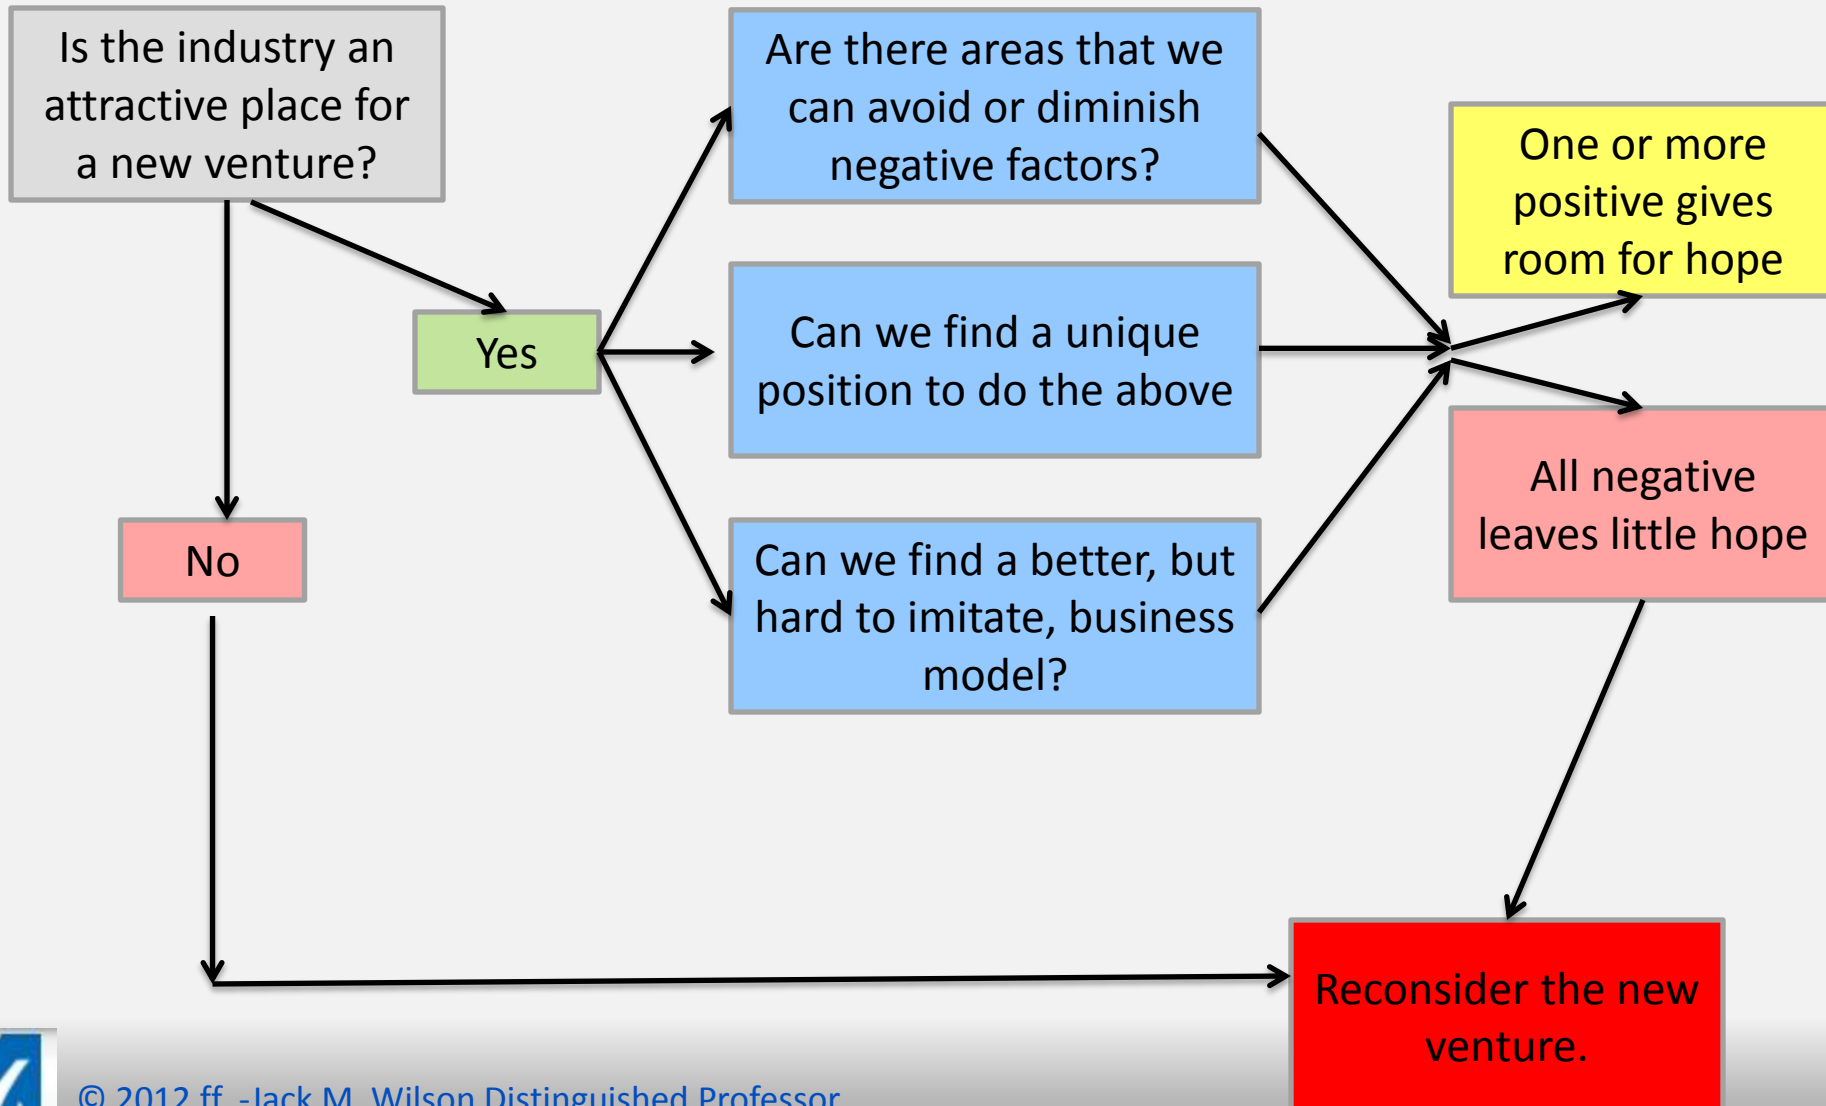 Is the industry an
attractive place for
a new venture?
Yes
No
Are there areas that we
can avoid or diminish
negative factors?
Can we find a unique
position to do the above
Can we find a better, but
hard to imitate, business
model?
One or more
positive gives
room for hope
All negative
leaves little hope
Reconsider the new
venture.
© 2012 ff -Jack M. Wilson Distinguished Professor